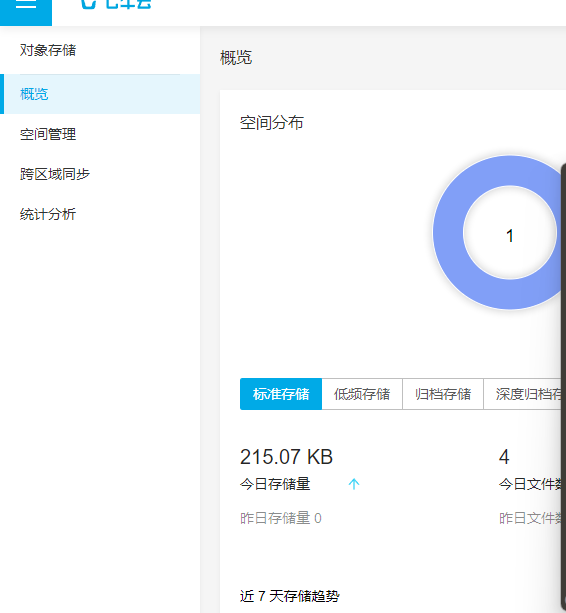 对象存储
概览
空间管理
跨区域同步
统计分析
概览
空间分布
1
标准存储 低频存储 归档存储 深度归档存
215.07 KB
今日存储量
昨日存储量 0
4
今日文件数
昨日文件数
近 7 天存储趋势